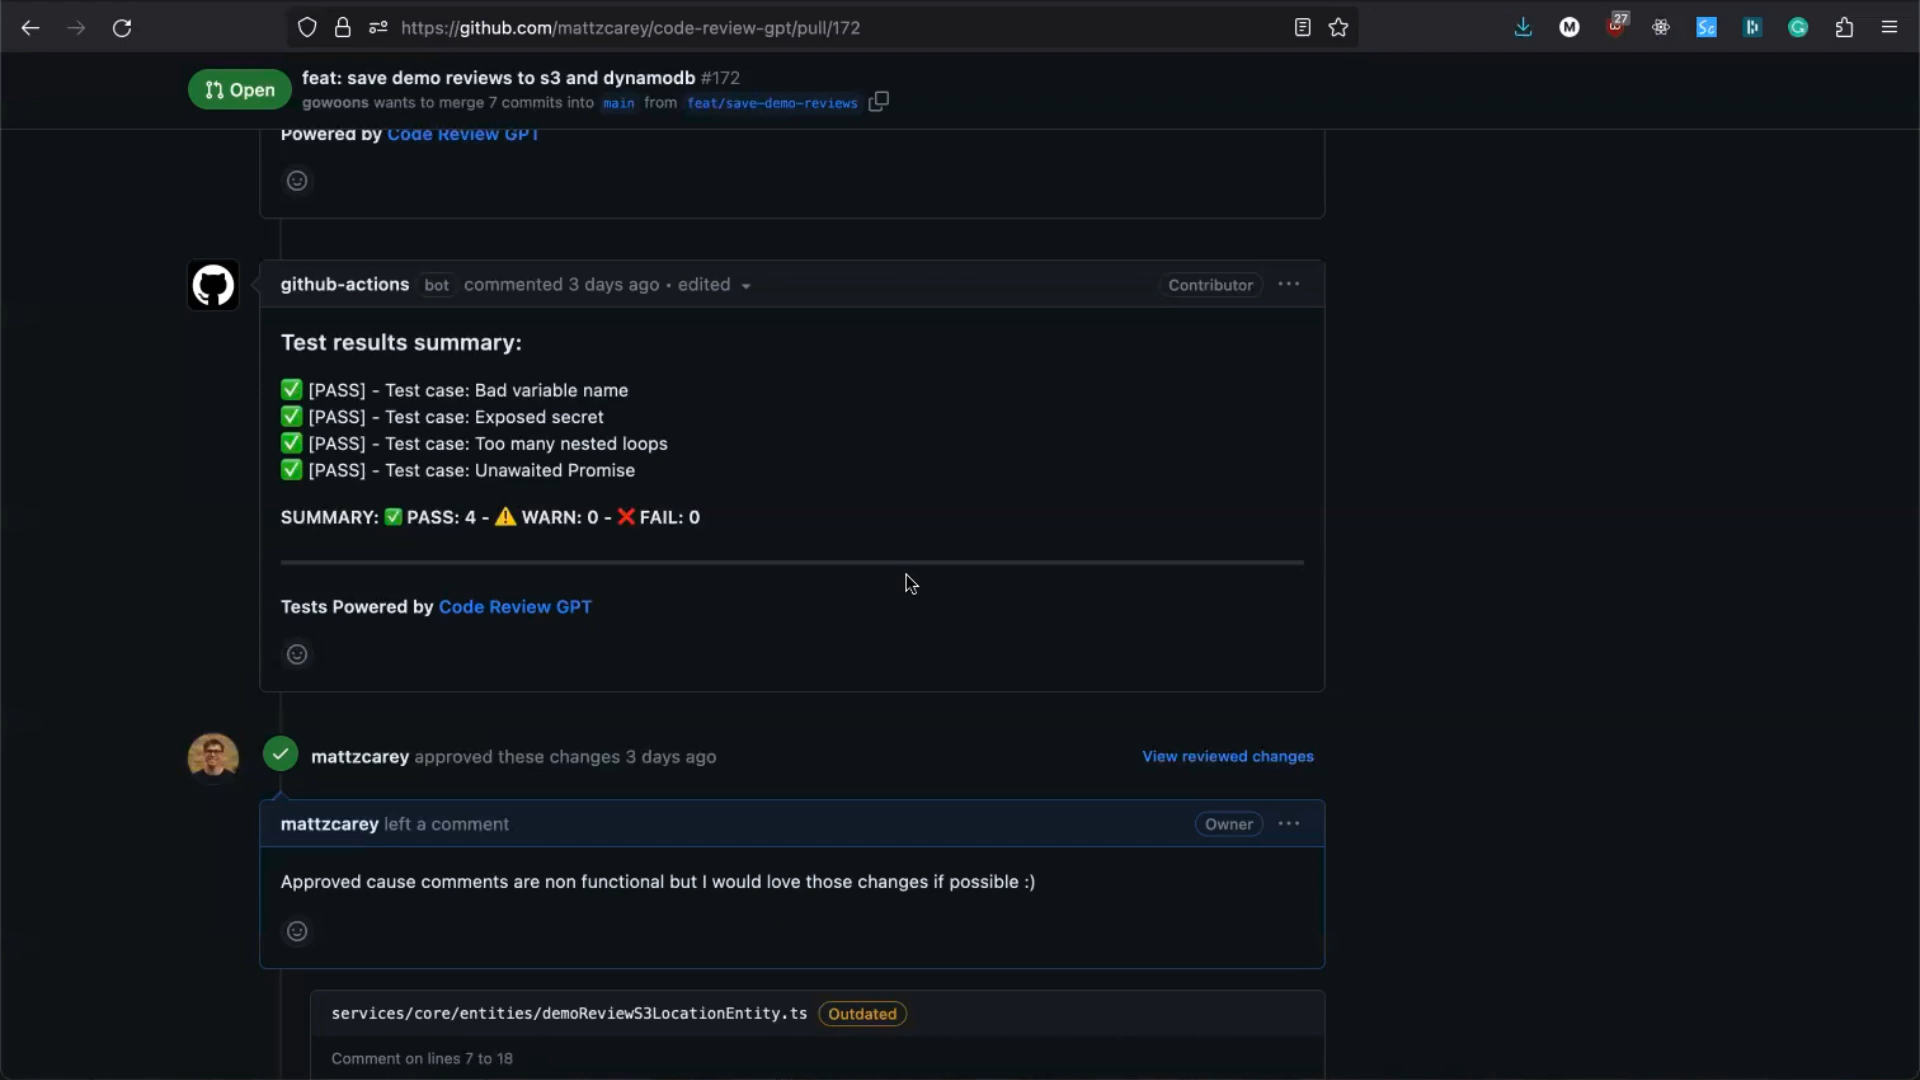 https://github.com/mattzcarey/code-review-gpt/pull/172
27
Open
feat: save demo reviews to s3 and dynamodb #172
gowoons wants to merge 7 commits into main from feat/save-demo-reviews
Powered by Code Review GPT
github-actions bot commented 3 days ago • edited
Contributor
Test results summary:
✅ [PASS] - Test case: Bad variable name
✅ [PASS] - Test case: Exposed secret
✅ [PASS] - Test case: Too many nested loops
✅ [PASS] - Test case: Unawaited Promise
SUMMARY: ✅ PASS: 4 - ⚠️ WARN: 0 - ❌ FAIL: 0
Tests Powered by Code Review GPT
mattzcarey approved these changes 3 days ago
View reviewed changes
mattzcarey left a comment
Owner
Approved cause comments are non functional but I would love those changes if possible :)
services/core/entities/demoReviewS3LocationEntity.ts Outdated
Comment on lines 7 to 18